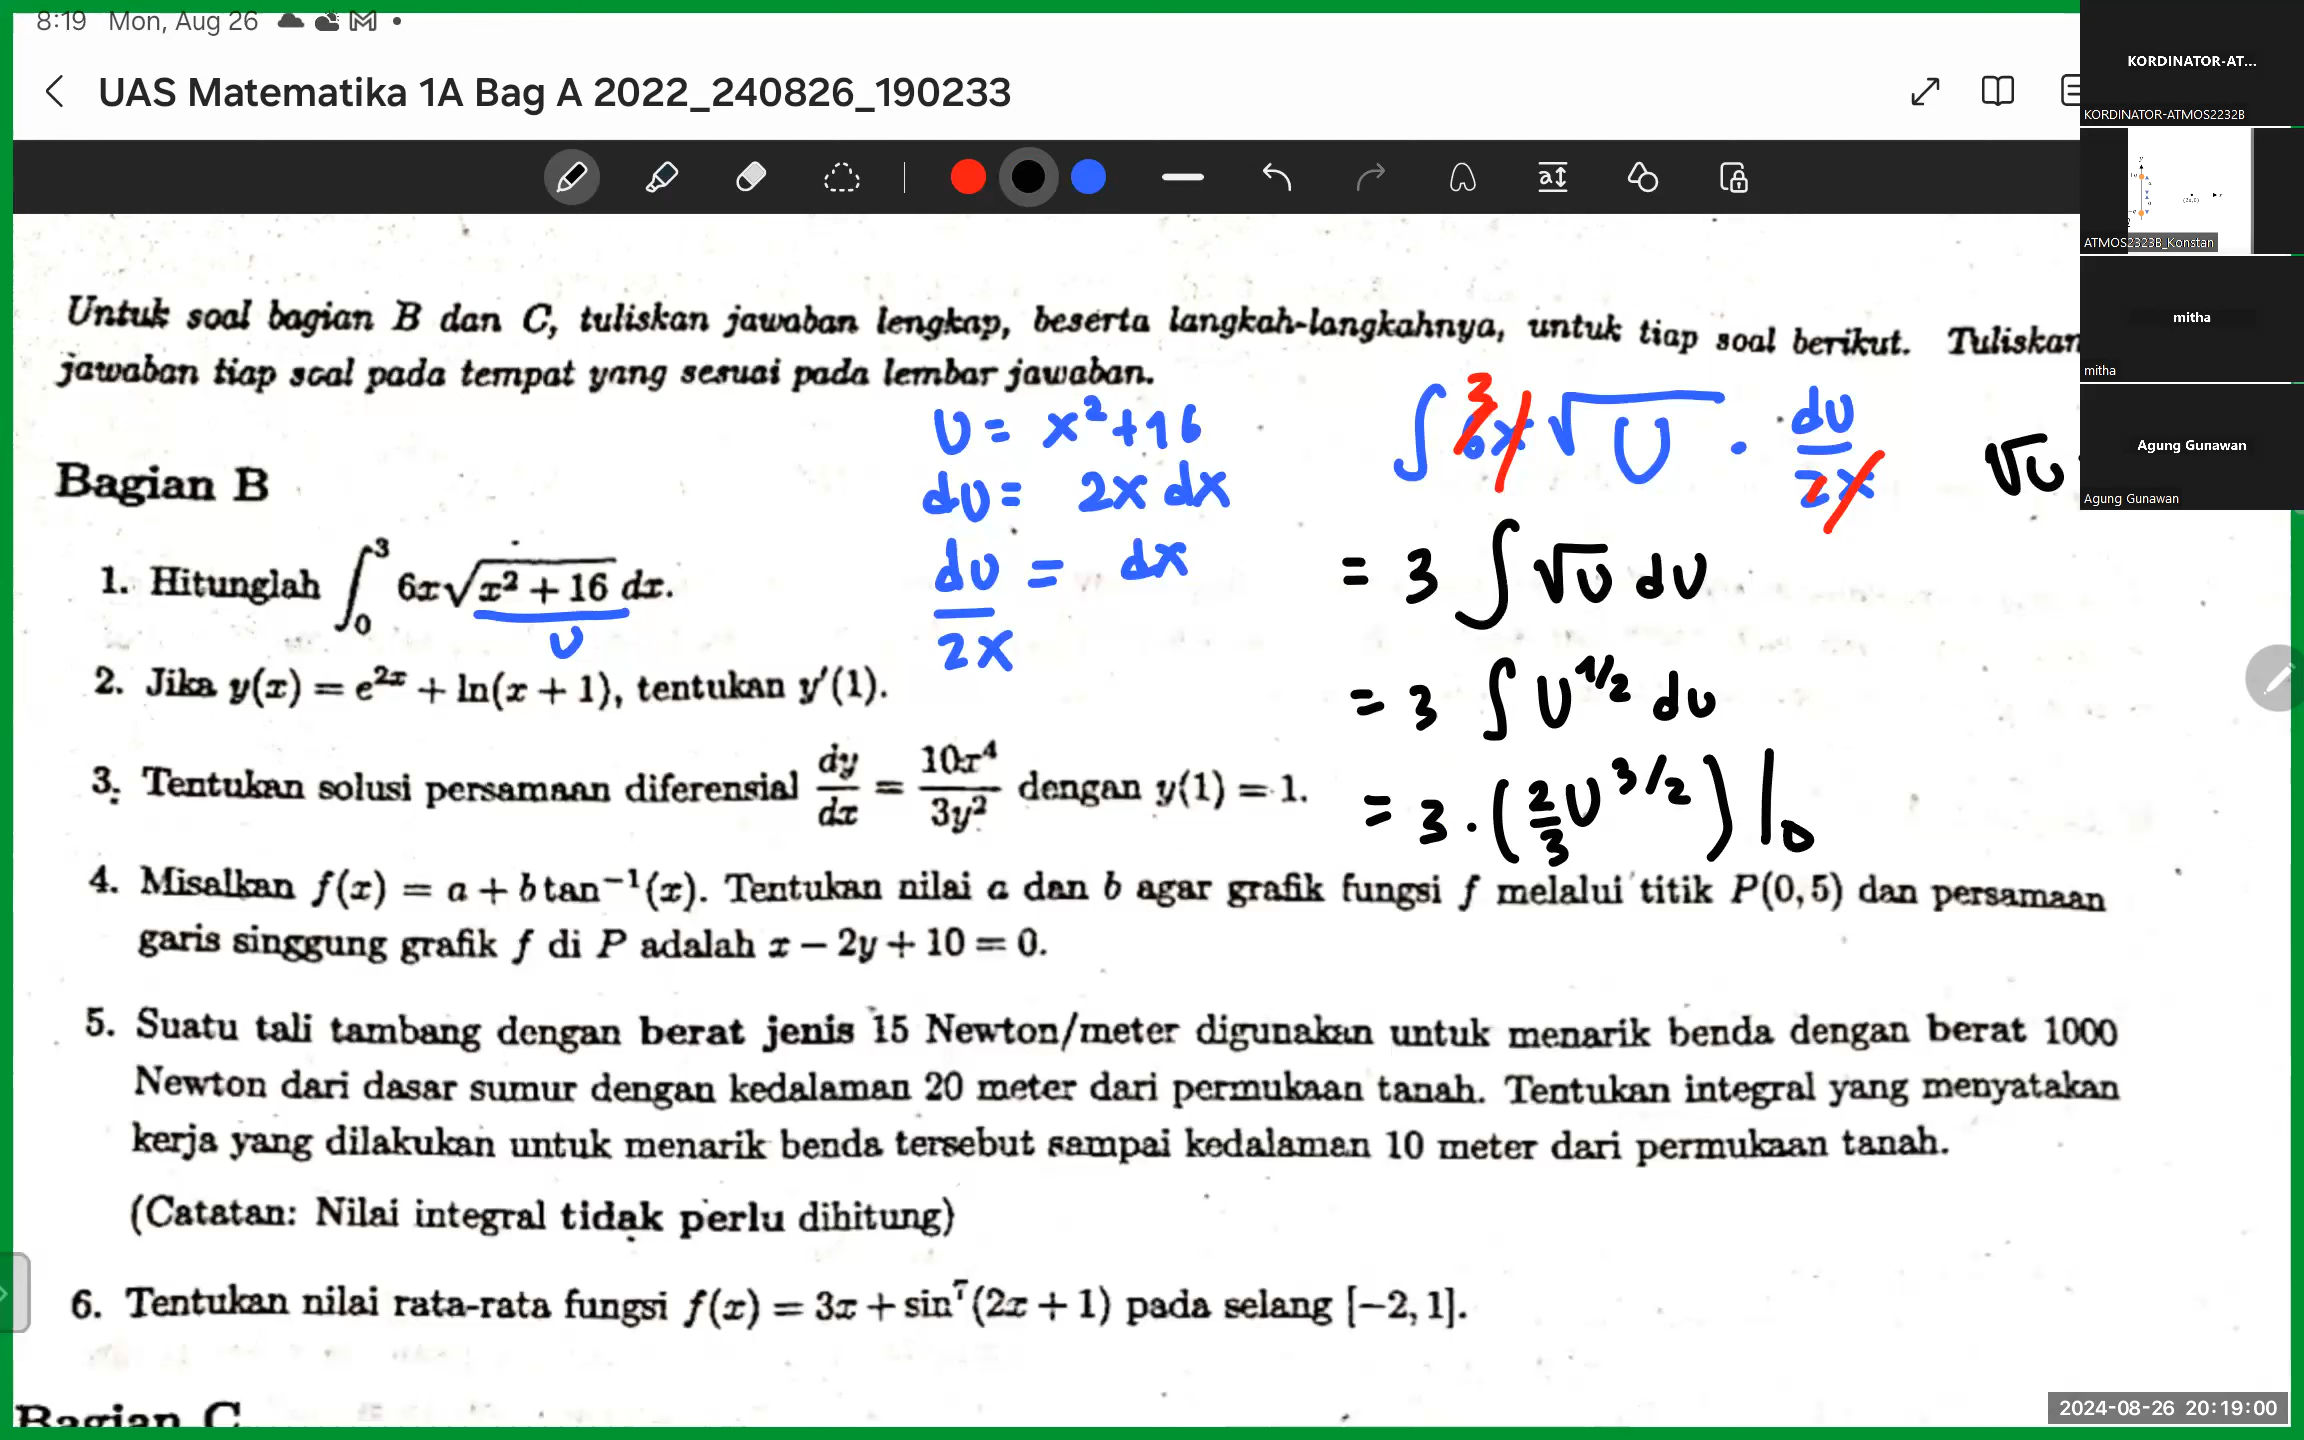 8:19 Mon, Aug 26
UAS Matematika 1A Bag A 2022_240826_190233
KORDINATOR-AT...
KORDINATOR-ATMOS2232B
ATMOS2323B_Konstan
mitha
mitha
Agung Gunawan
Agung Gunawan
Untuk soal bagian B dan C, tuliskan jawaban lengkap, beserta langkah-langkahnya, untuk tiap soal berikut. Tuliskan
jawaban tiap soal pada tempat yang sesuai pada lembar jawaban.
Bagian B
1. Hitunglah ∫₀³ 6x√(x² + 16) dx.
U
U = x² + 16
dU = 2x dx
dU/2x = dx
∫ 6x √U · dU/2x
3
√U
= 3 ∫ √U dU
= 3 ∫ U^1/2 dU
= 3 · (2/3 U^3/2) |₀
2. Jika y(x) = e^2x + ln(x + 1), tentukan y′(1).
3. Tentukan solusi persamaan diferensial dy/dx = 10x⁴/3y² dengan y(1) = 1.
4. Misalkan f(x) = a + b tan⁻¹(x). Tentukan nilai a dan b agar grafik fungsi f melalui titik P(0, 5) dan persamaan
garis singgung grafik f di P adalah x − 2y + 10 = 0.
5. Suatu tali tambang dengan berat jenis 15 Newton/meter digunakan untuk menarik benda dengan berat 1000
Newton dari dasar sumur dengan kedalaman 20 meter dari permukaan tanah. Tentukan integral yang menyatakan
kerja yang dilakukan untuk menarik benda tersebut sampai kedalaman 10 meter dari permukaan tanah.
(Catatan: Nilai integral tidak perlu dihitung)
6. Tentukan nilai rata-rata fungsi f(x) = 3x + sin⁷(2x + 1) pada selang [−2, 1].
Bagian C
2024-08-26 20:19:00